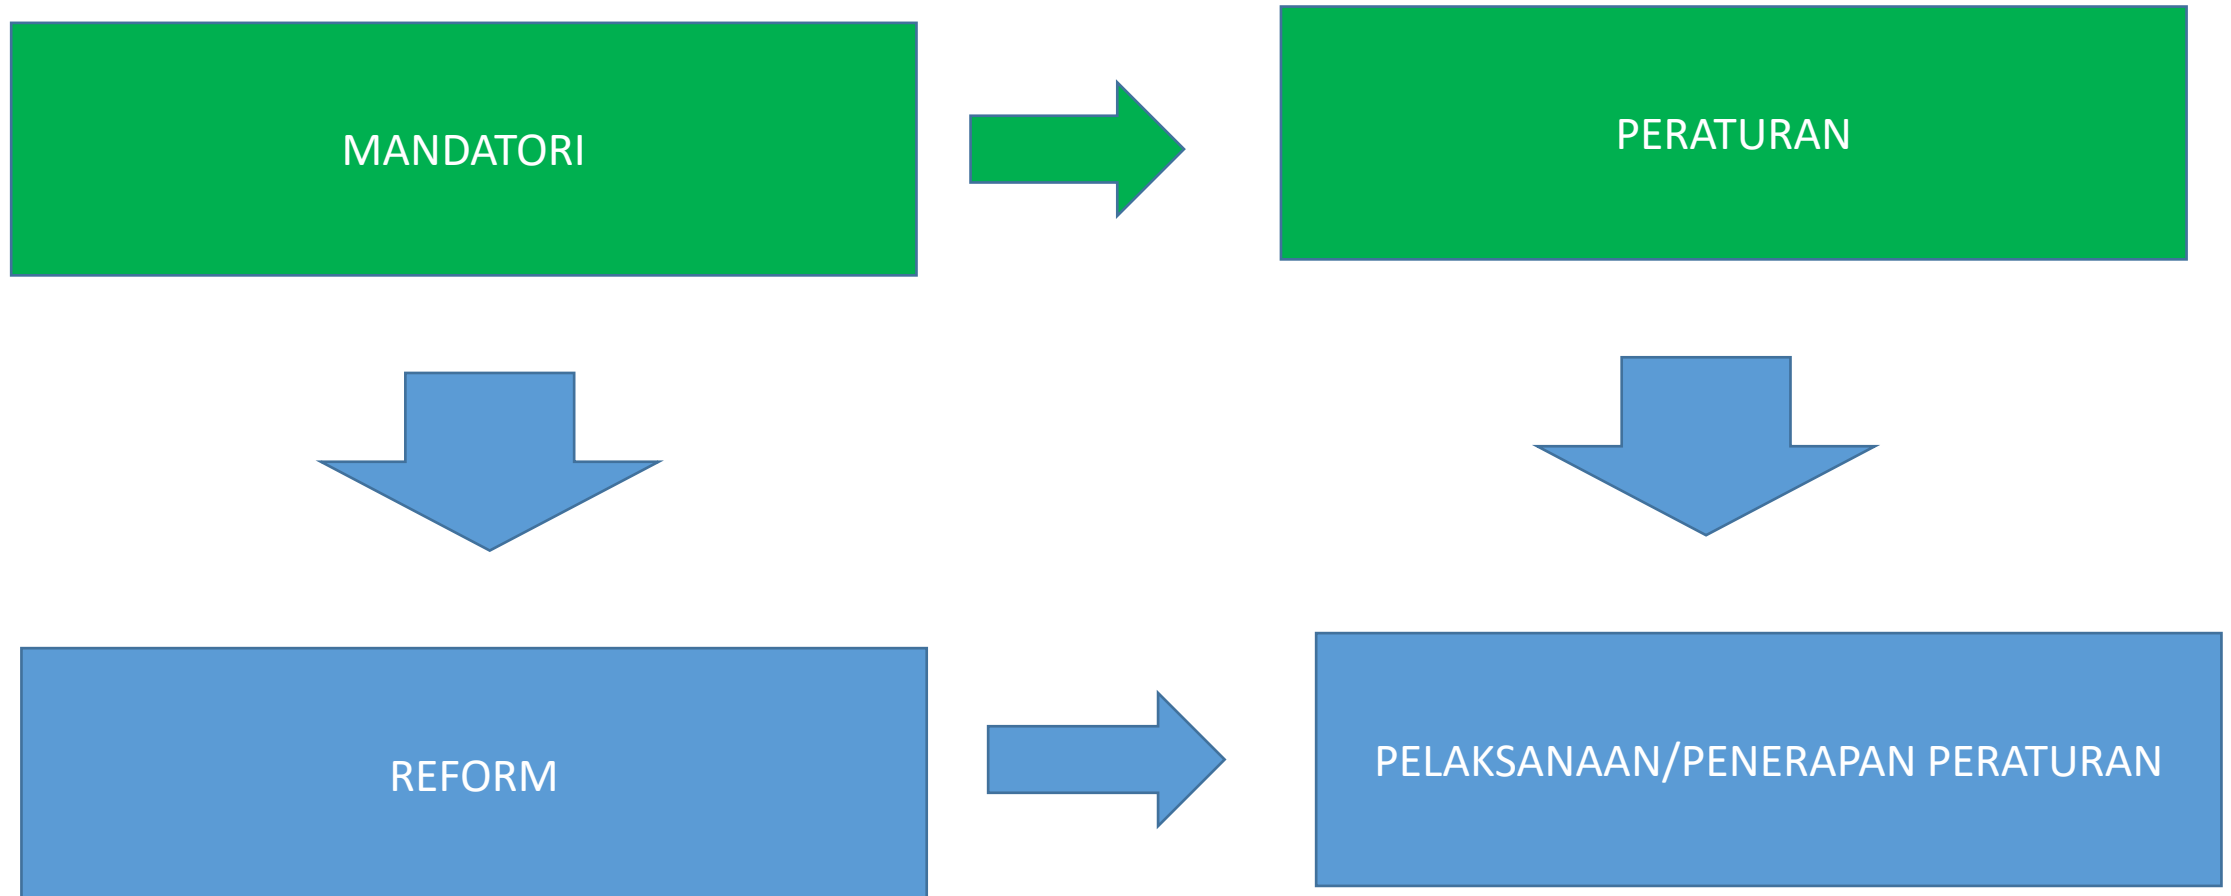 MANDATORI
PERATURAN
REFORM
PELAKSANAAN/PENERAPAN PERATURAN